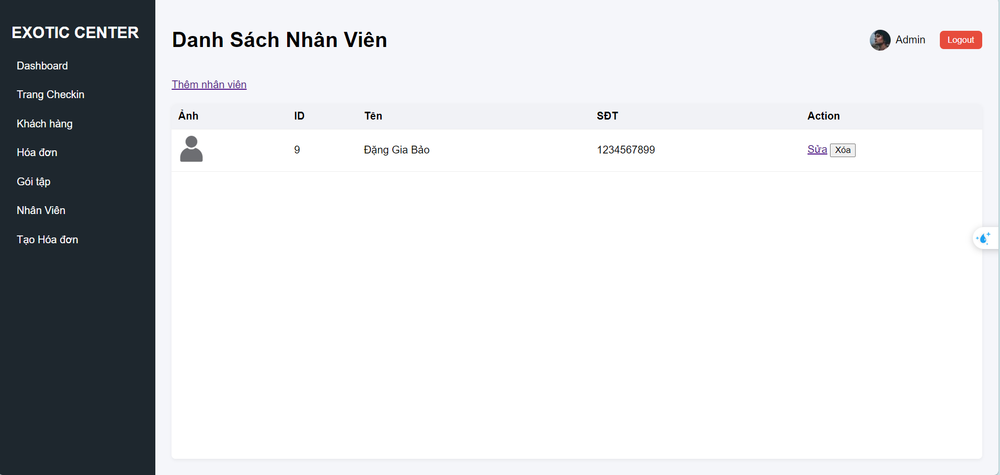 EXOTIC CENTER
Dashboard
Trang Checkin
Khách hàng
Hóa đơn
Gói tập
Nhân Viên
Tạo Hóa đơn
Danh Sách Nhân Viên
Admin
Logout
Thêm nhân viên
Ảnh ID Tên SĐT Action
9 Đặng Gia Bảo 1234567899 Sửa Xóa